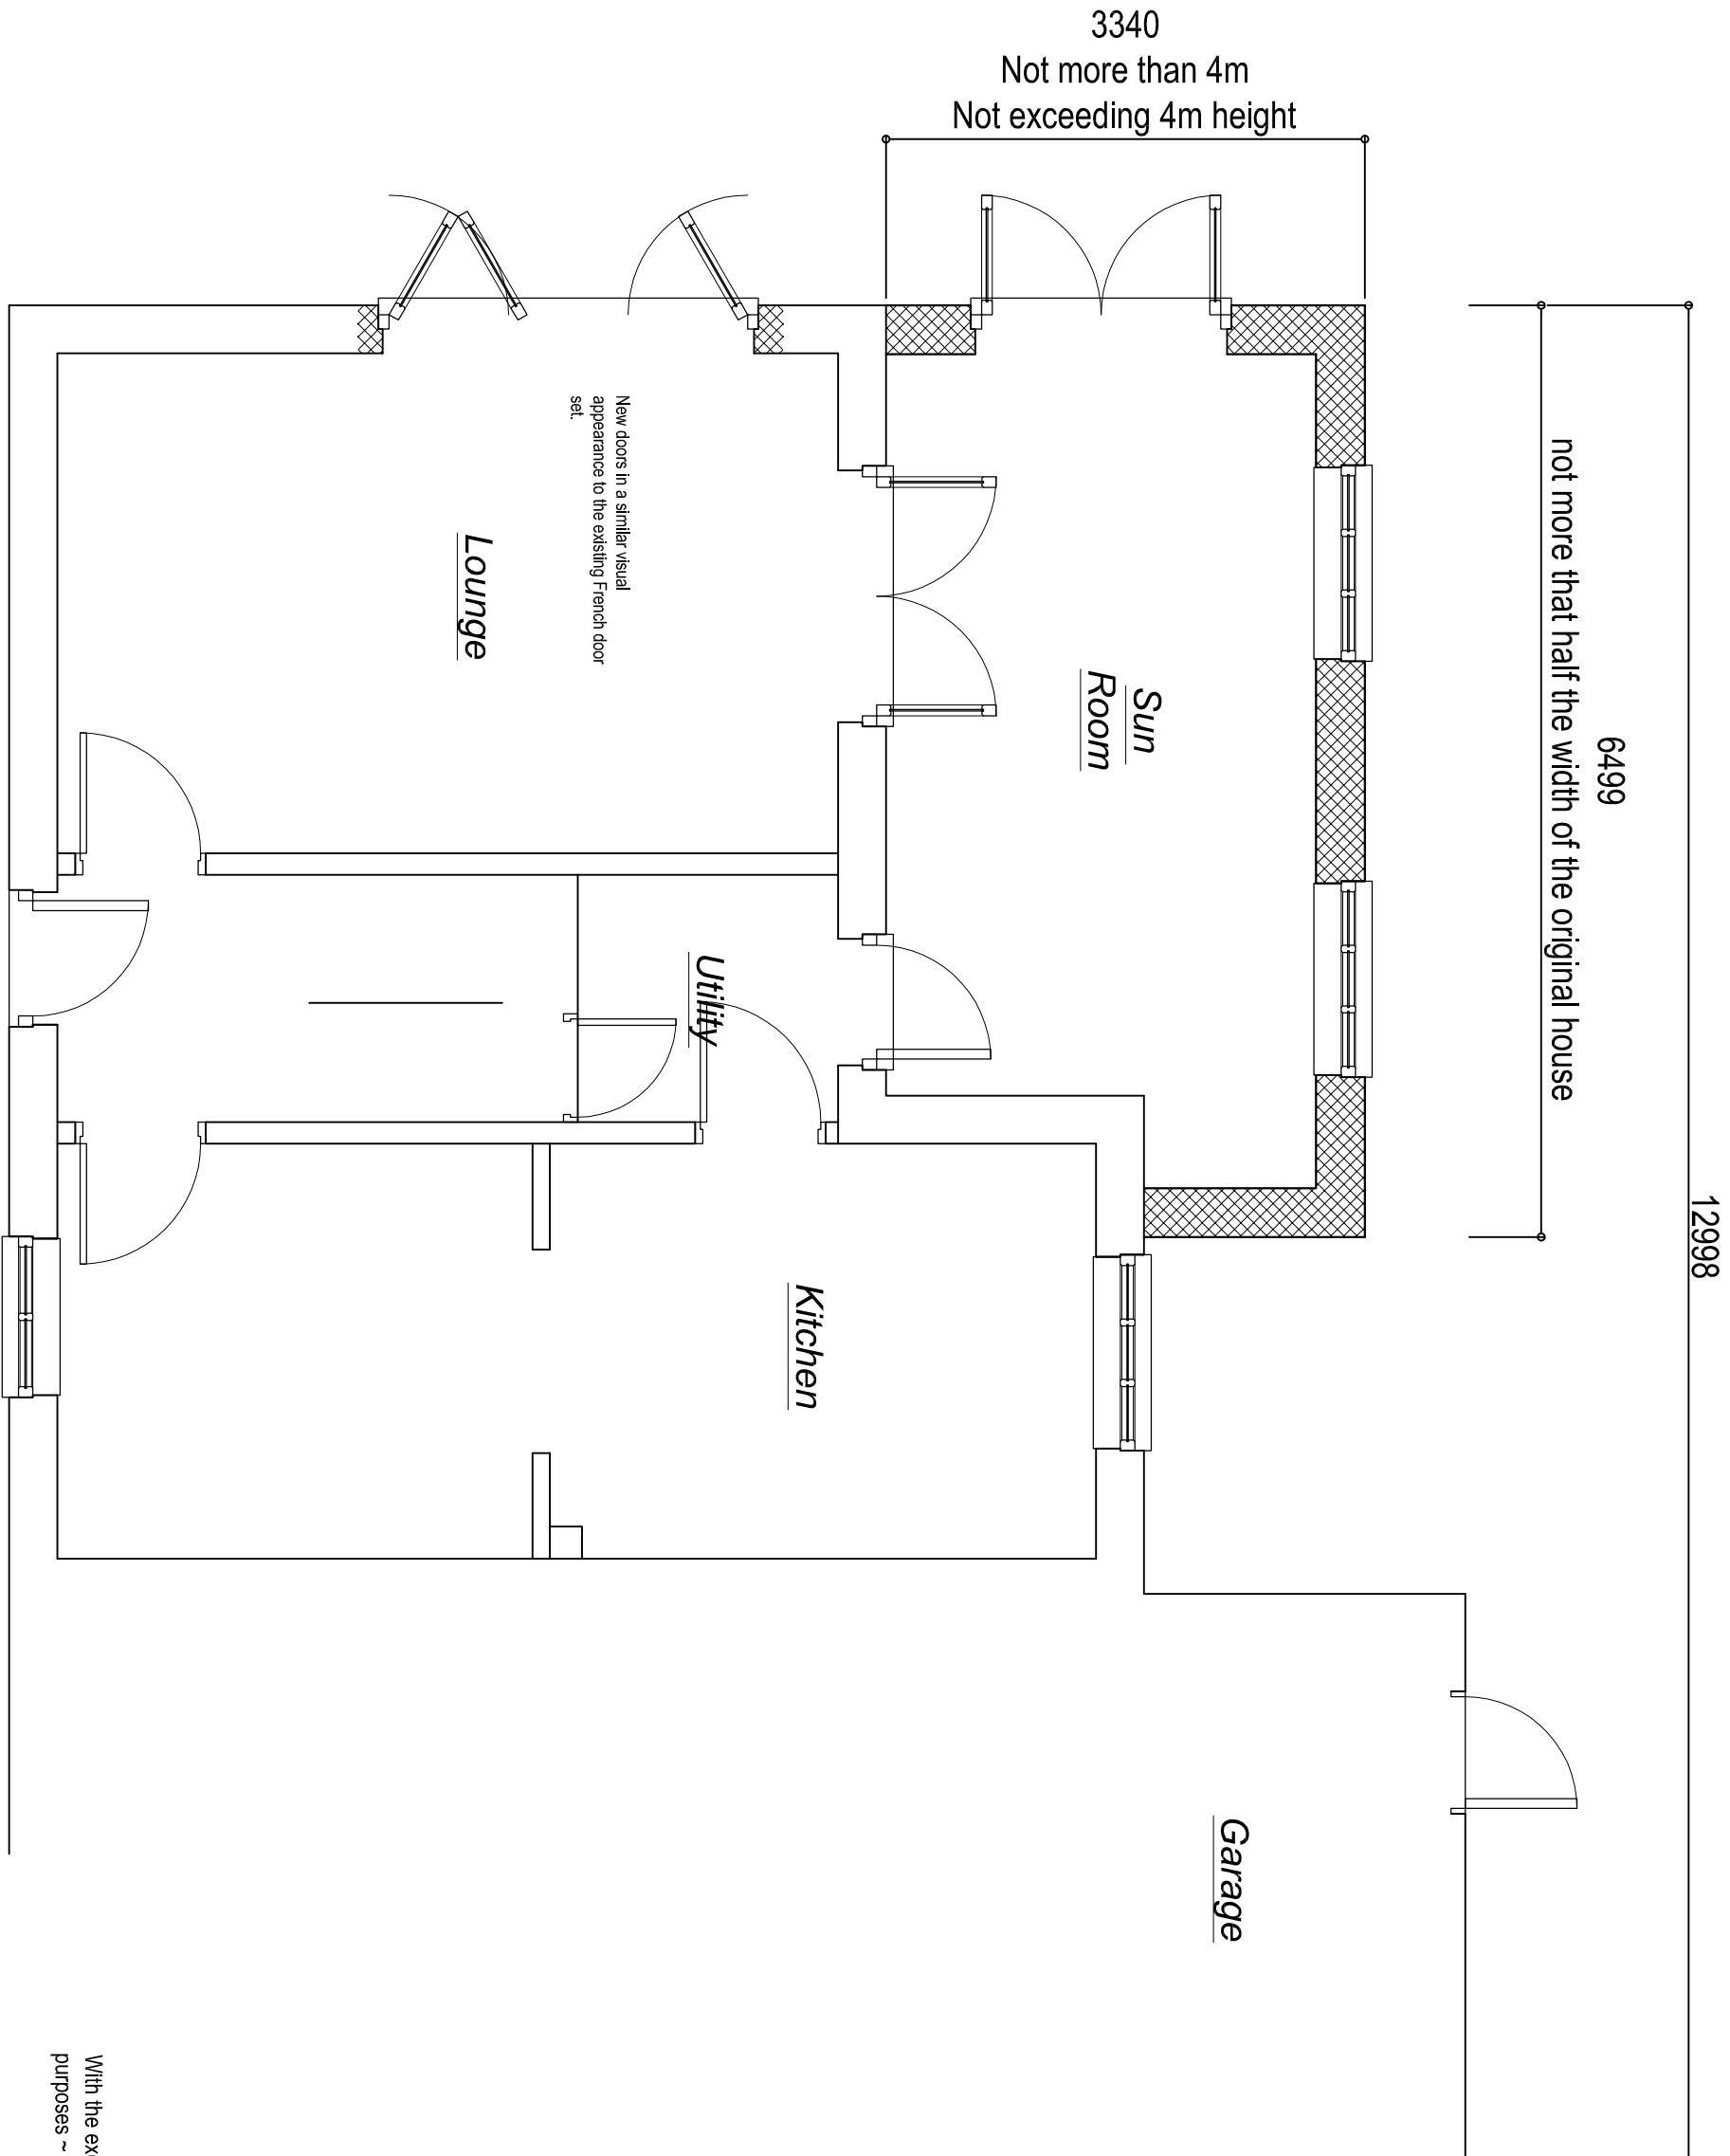 3340
Not more than 4m
Not exceeding 4m height
12998
6499
not more that half the width of the original house
Sun
Room
New doors in a similar visual
appearance to the existing French door
set.
Lounge
Utility
Kitchen
Garage
With the
purposes ~